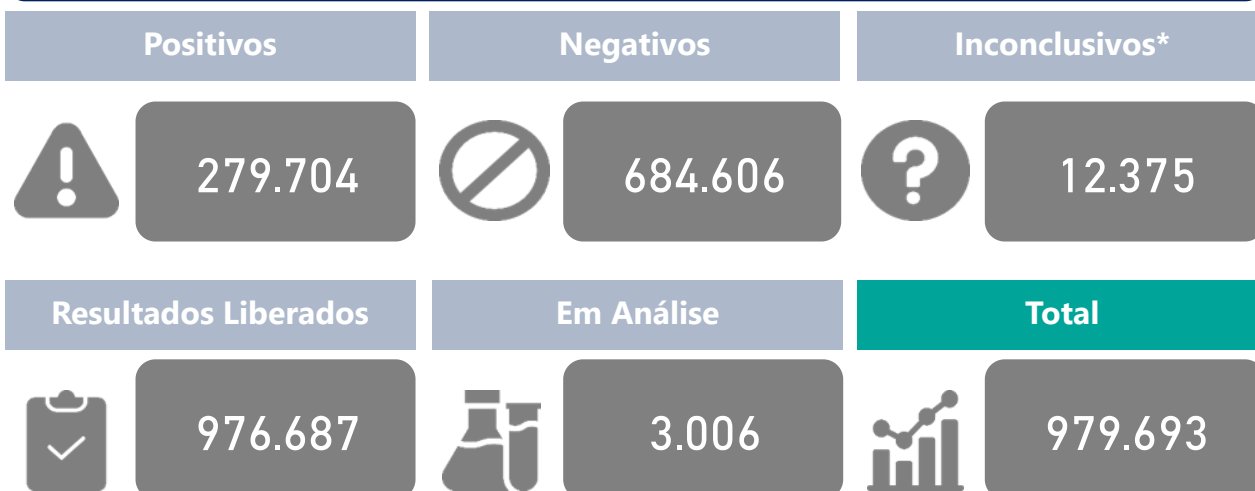 Positivos
Negativos
Inconclusivos*
279.704
684.606
12.375
Resultados Liberados
Em Análise
Total
976.687
3.006
979.693